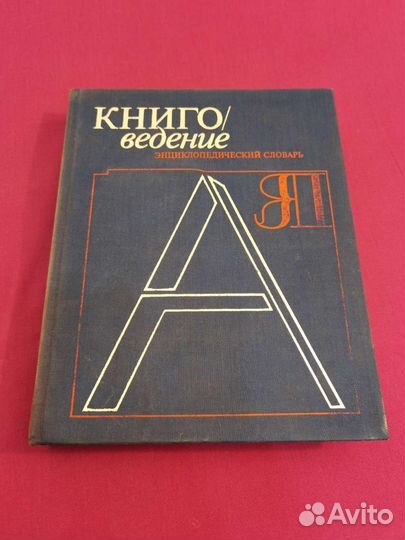 КНИГО/
ведение
ЭНЦИКЛОПЕДИЧЕСКИЙ СЛОВАРЬ
А
Я
Avito